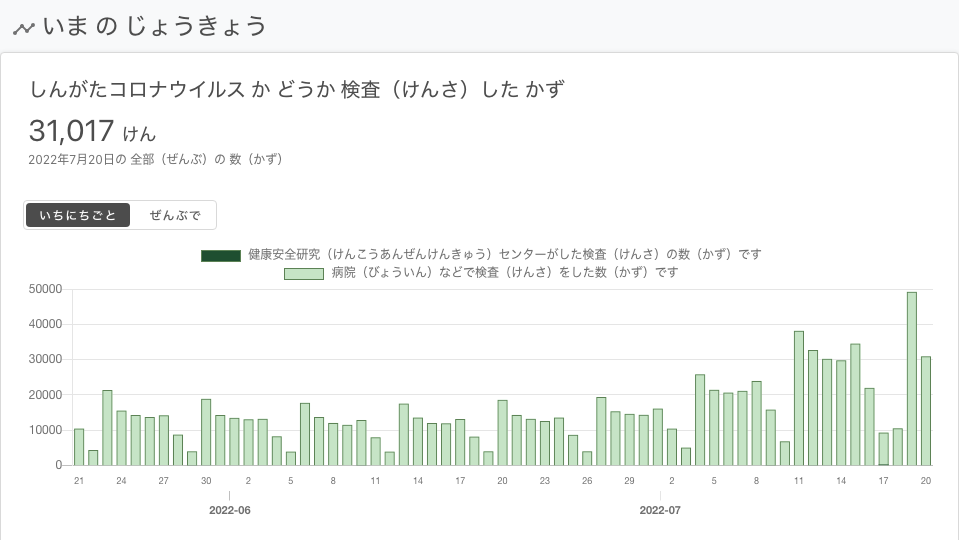 いま の じょうきょう
しんがたコロナウイルス か どうか 検査（けんさ）した かず
31,017 けん
2022年7月20日の 全部（ぜんぶ）の 数（かず）
いちにちごと ぜんぶで
健康安全研究（けんこうあんぜんけんきゅう）センターがした検査（けんさ）の数（かず）です
病院（びょういん）などで検査（けんさ）をした数（かず）です
50000
40000
30000
20000
10000
0
21 24 27 30 2 5 8 11 14 17 20 23 26 29 2 5 8 11 14 17 20
2022-06 2022-07